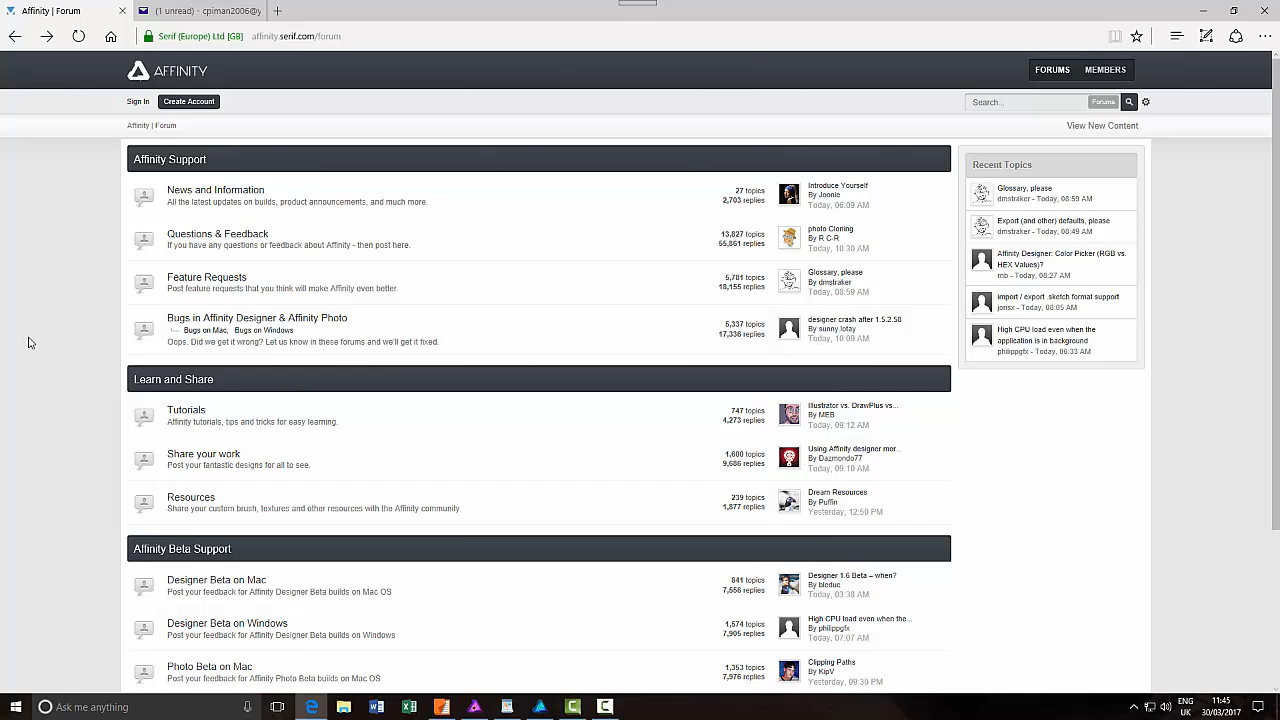 Affinity | Forum
(1 unread) - cpiman2006@y
Serif (Europe) Ltd [GB]
affinity.serif.com/forum
AFFINITY
FORUMS
MEMBERS
Sign In
Create Account
Search...
Forums
Affinity | Forum
View New Content
Affinity Support
News and Information
All the latest updates on builds, product announcements, and much more.
27 topics
2,703 replies
Introduce Yourself
By Joonie
Today, 06:09 AM
Questions & Feedback
If you have any questions or feedback about Affinity - then post here.
13,827 topics
55,861 replies
photo Cloning
By R C-R
Today, 10:30 AM
Feature Requests
Post feature requests that you think will make Affinity even better.
5,781 topics
18,155 replies
Glossary, please
By dmstraker
Today, 08:59 AM
Bugs in Affinity Designer & Affinity Photo
Bugs on Mac, Bugs on Windows
Oops. Did we get it wrong? Let us know in these forums and we'll get it fixed.
5,337 topics
17,336 replies
designer crash after 1.5.2.58
By sunny.lotay
Today, 10:09 AM
Learn and Share
Tutorials
Affinity tutorials, tips and tricks for easy learning.
747 topics
4,273 replies
Illustrator vs. DrawPlus vs...
By MEB
Today, 09:12 AM
Share your work
Post your fantastic designs for all to see.
1,600 topics
9,686 replies
Using Affinity designer mor...
By Dazmondo77
Today, 09:10 AM
Resources
Share your custom brush, textures and other resources with the Affinity community.
239 topics
1,877 replies
Dream Resources
By Puffin
Yesterday, 12:50 PM
Affinity Beta Support
Designer Beta on Mac
Post your feedback for Affinity Designer Beta builds on Mac OS
841 topics
7,556 replies
Designer 1.6 Beta – when?
By bleduc
Today, 03:38 AM
Designer Beta on Windows
Post your feedback for Affinity Designer Beta builds on Windows
1,574 topics
7,905 replies
High CPU load even when the...
By philippgfx
Today, 07:07 AM
Photo Beta on Mac
Post your feedback for Affinity Photo Beta builds on Mac OS
1,353 topics
7,976 replies
Clipping Paths
By KipV
Yesterday, 09:30 PM
Recent Topics
Glossary, please
dmstraker - Today, 08:59 AM
Export (and other) defaults, please
dmstraker - Today, 08:49 AM
Affinity Designer: Color Picker (RGB vs.
HEX Values)?
rnb - Today, 08:27 AM
import / export .sketch format support
jorisx - Today, 08:05 AM
High CPU load even when the
application is in background
philippgfx - Today, 06:33 AM
Ask me anything
ENG
UK
11:45
30/03/2017